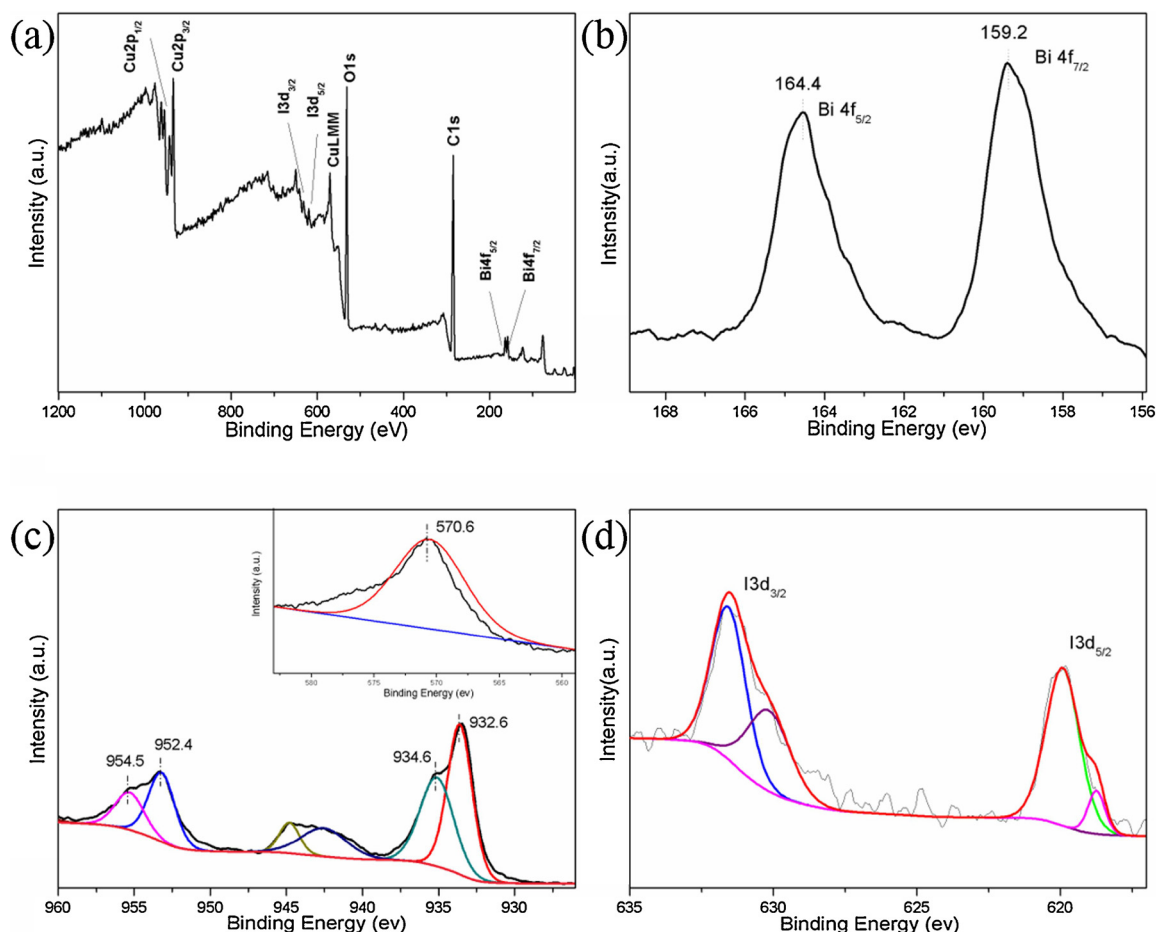 (a)
Cu2p1/2
Cu2p3/2
I3d3/2
I3d5/2
CuLMM
O1s
C1s
Bi4f5/2
Bi4f7/2
Intensity (a.u.)
1200 1000 800 600 400 200
Binding Energy (eV)
(b)
159.2
Bi 4f7/2
164.4
Bi 4f5/2
Intsnsity(a.u.)
168 166 164 162 160 158 156
Binding Energy (ev)
(c)
570.6
Intensity (a.u.)
580 575 570 565 560
Binding Energy (ev)
954.5
952.4
934.6
932.6
Intensity(a.u.)
960 955 950 945 940 935 930
Binding Energy (ev)
(d)
I3d3/2
I3d5/2
Intensity(a.u.)
635 630 625 620
Binding Energy (ev)